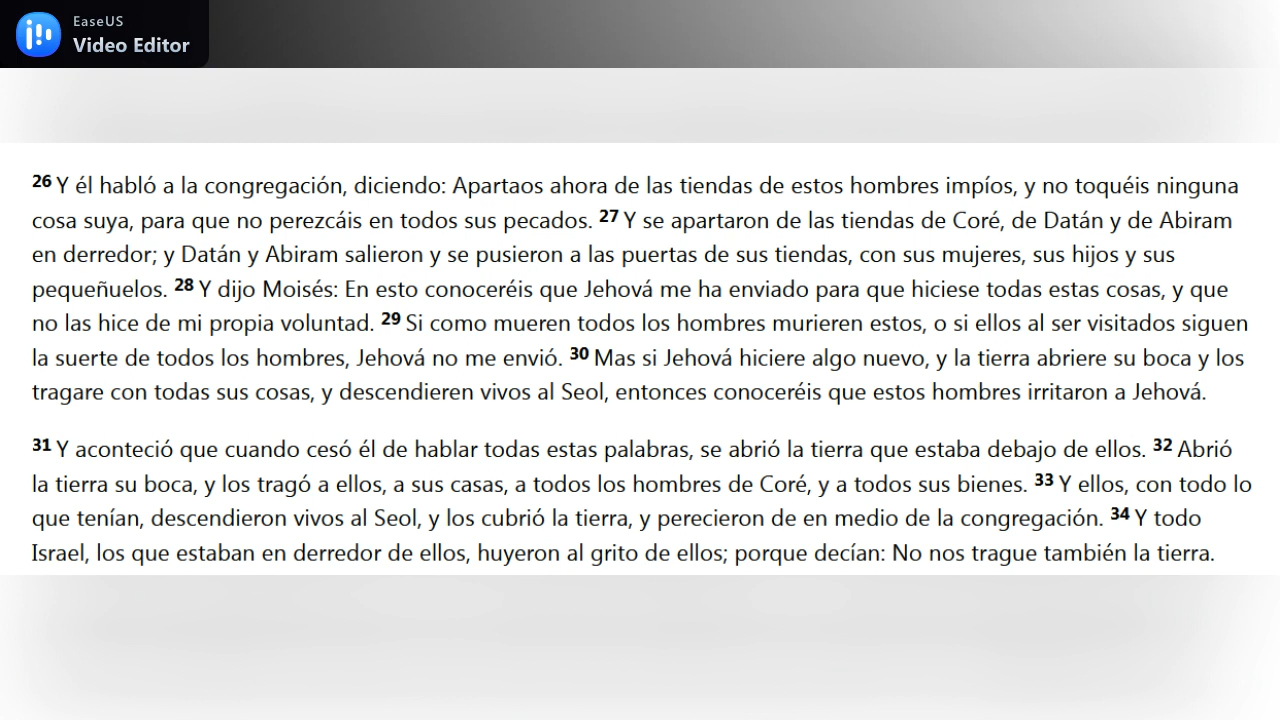 EaseUS
Video Editor
26 Y él habló a la congregación, diciendo: Apartaos ahora de las tiendas de estos hombres impíos, y no toquéis ninguna
cosa suya, para que no perezcáis en todos sus pecados. 27 Y se apartaron de las tiendas de Coré, de Datán y de Abiram
en derredor; y Datán y Abiram salieron y se pusieron a las puertas de sus tiendas, con sus mujeres, sus hijos y sus
pequeñuelos. 28 Y dijo Moisés: En esto conoceréis que Jehová me ha enviado para que hiciese todas estas cosas, y que
no las hice de mi propia voluntad. 29 Si como mueren todos los hombres murieren estos, o si ellos al ser visitados siguen
la suerte de todos los hombres, Jehová no me envió. 30 Mas si Jehová hiciere algo nuevo, y la tierra abriere su boca y los
tragare con todas sus cosas, y descendieren vivos al Seol, entonces conoceréis que estos hombres irritaron a Jehová.
31 Y aconteció que cuando cesó él de hablar todas estas palabras, se abrió la tierra que estaba debajo de ellos. 32 Abrió
la tierra su boca, y los tragó a ellos, a sus casas, a todos los hombres de Coré, y a todos sus bienes. 33 Y ellos, con todo lo
que tenían, descendieron vivos al Seol, y los cubrió la tierra, y perecieron de en medio de la congregación. 34 Y todo
Israel, los que estaban en derredor de ellos, huyeron al grito de ellos; porque decían: No nos trague también la tierra.